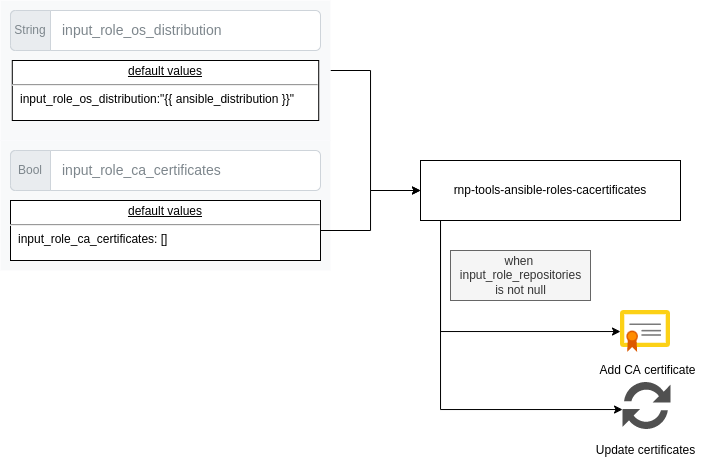 String
input_role_os_distribution
default values
input_role_os_distribution:"{{ ansible_distribution }}"
Bool
input_role_ca_certificates
default values
input_role_ca_certificates: []
rnp-tools-ansible-roles-cacertificates
when
input_role_repositories
is not null
Add CA certificate
Update certificates